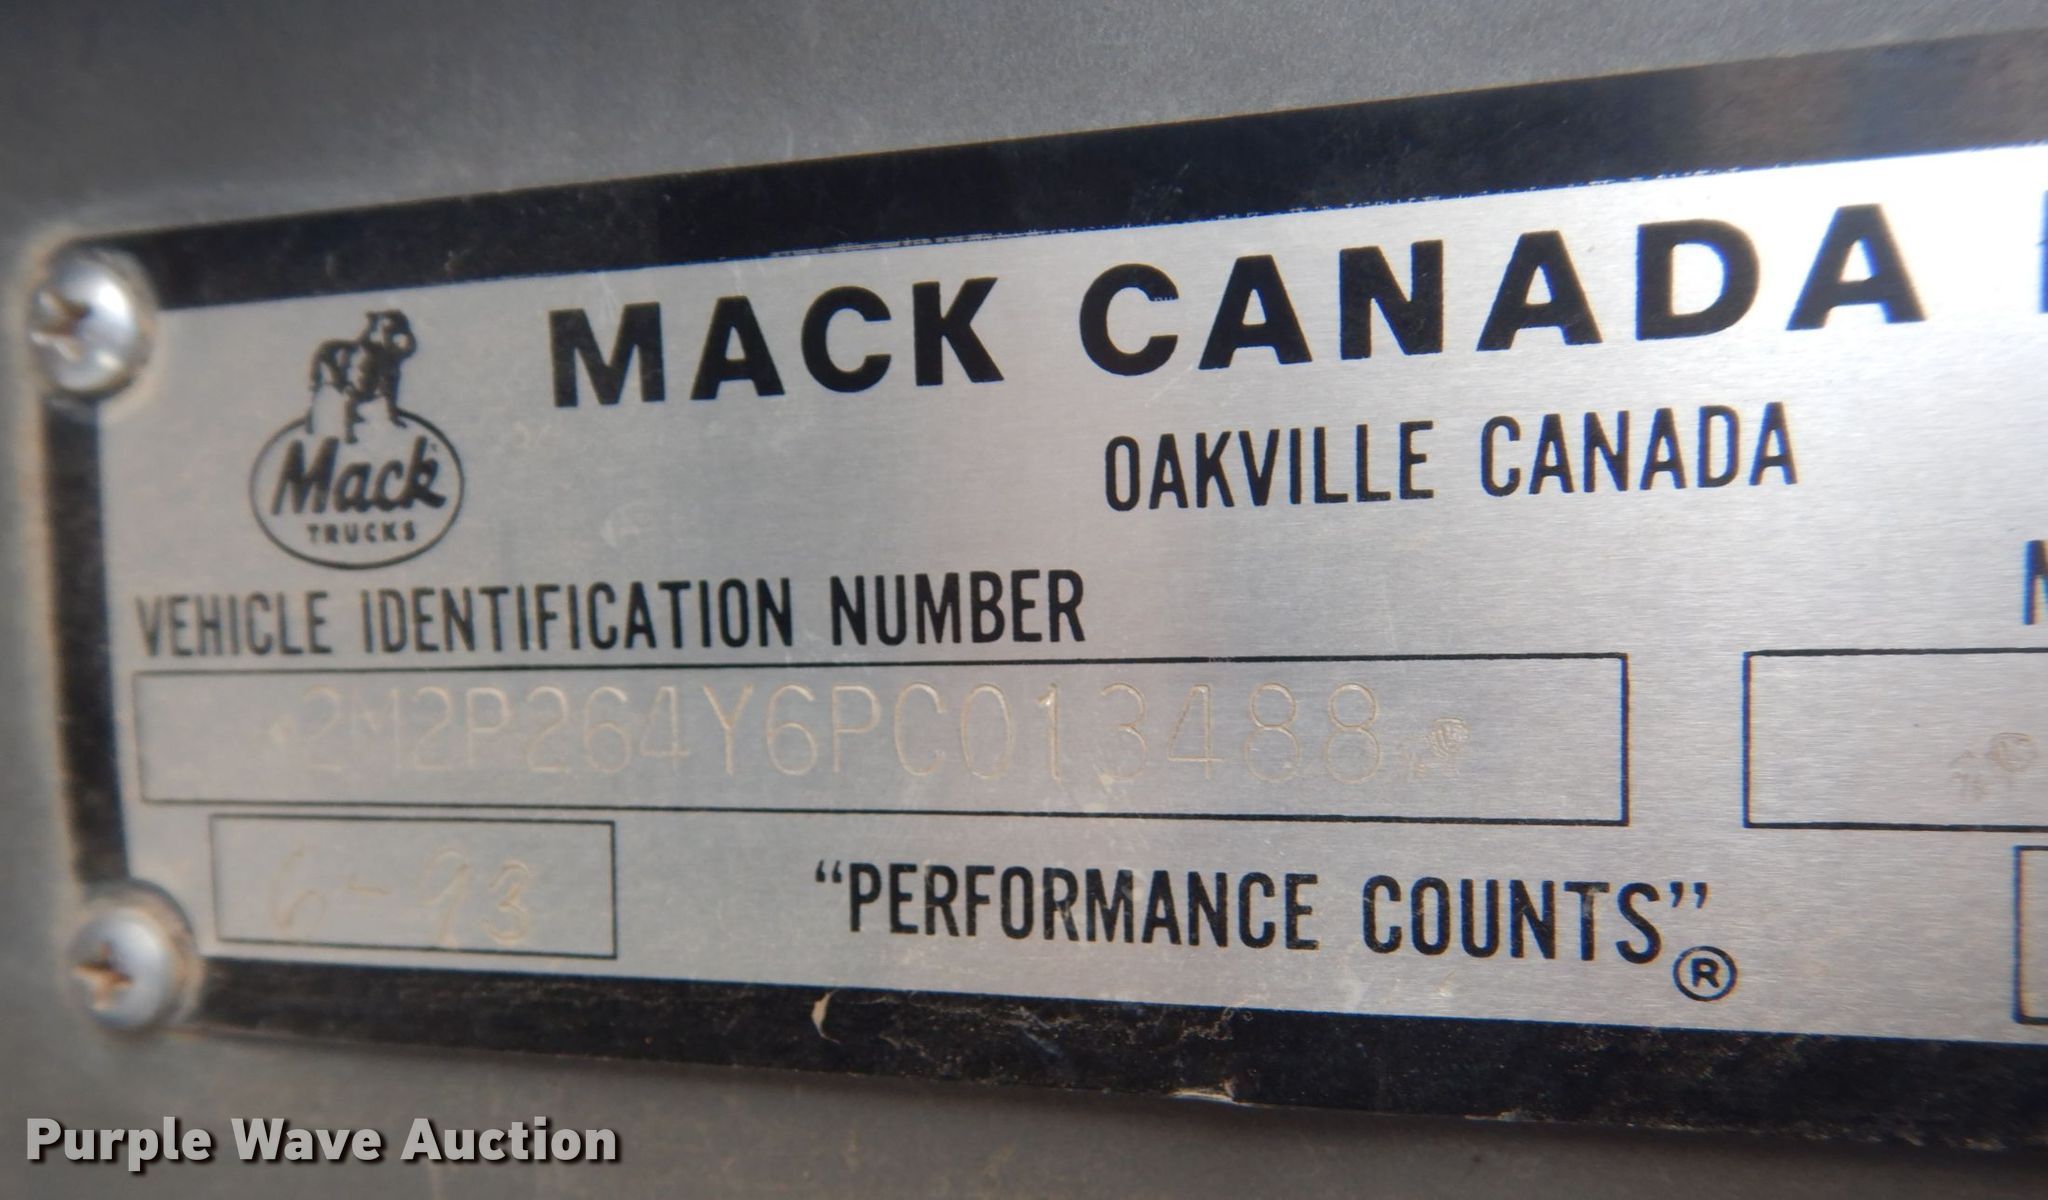 MACK CANADA
OAKVILLE CANADA
Mack
TRUCKS
VEHICLE IDENTIFICATION NUMBER
2M2P264Y6PC013488
6-93
"PERFORMANCE COUNTS"®
Purple Wave Auction